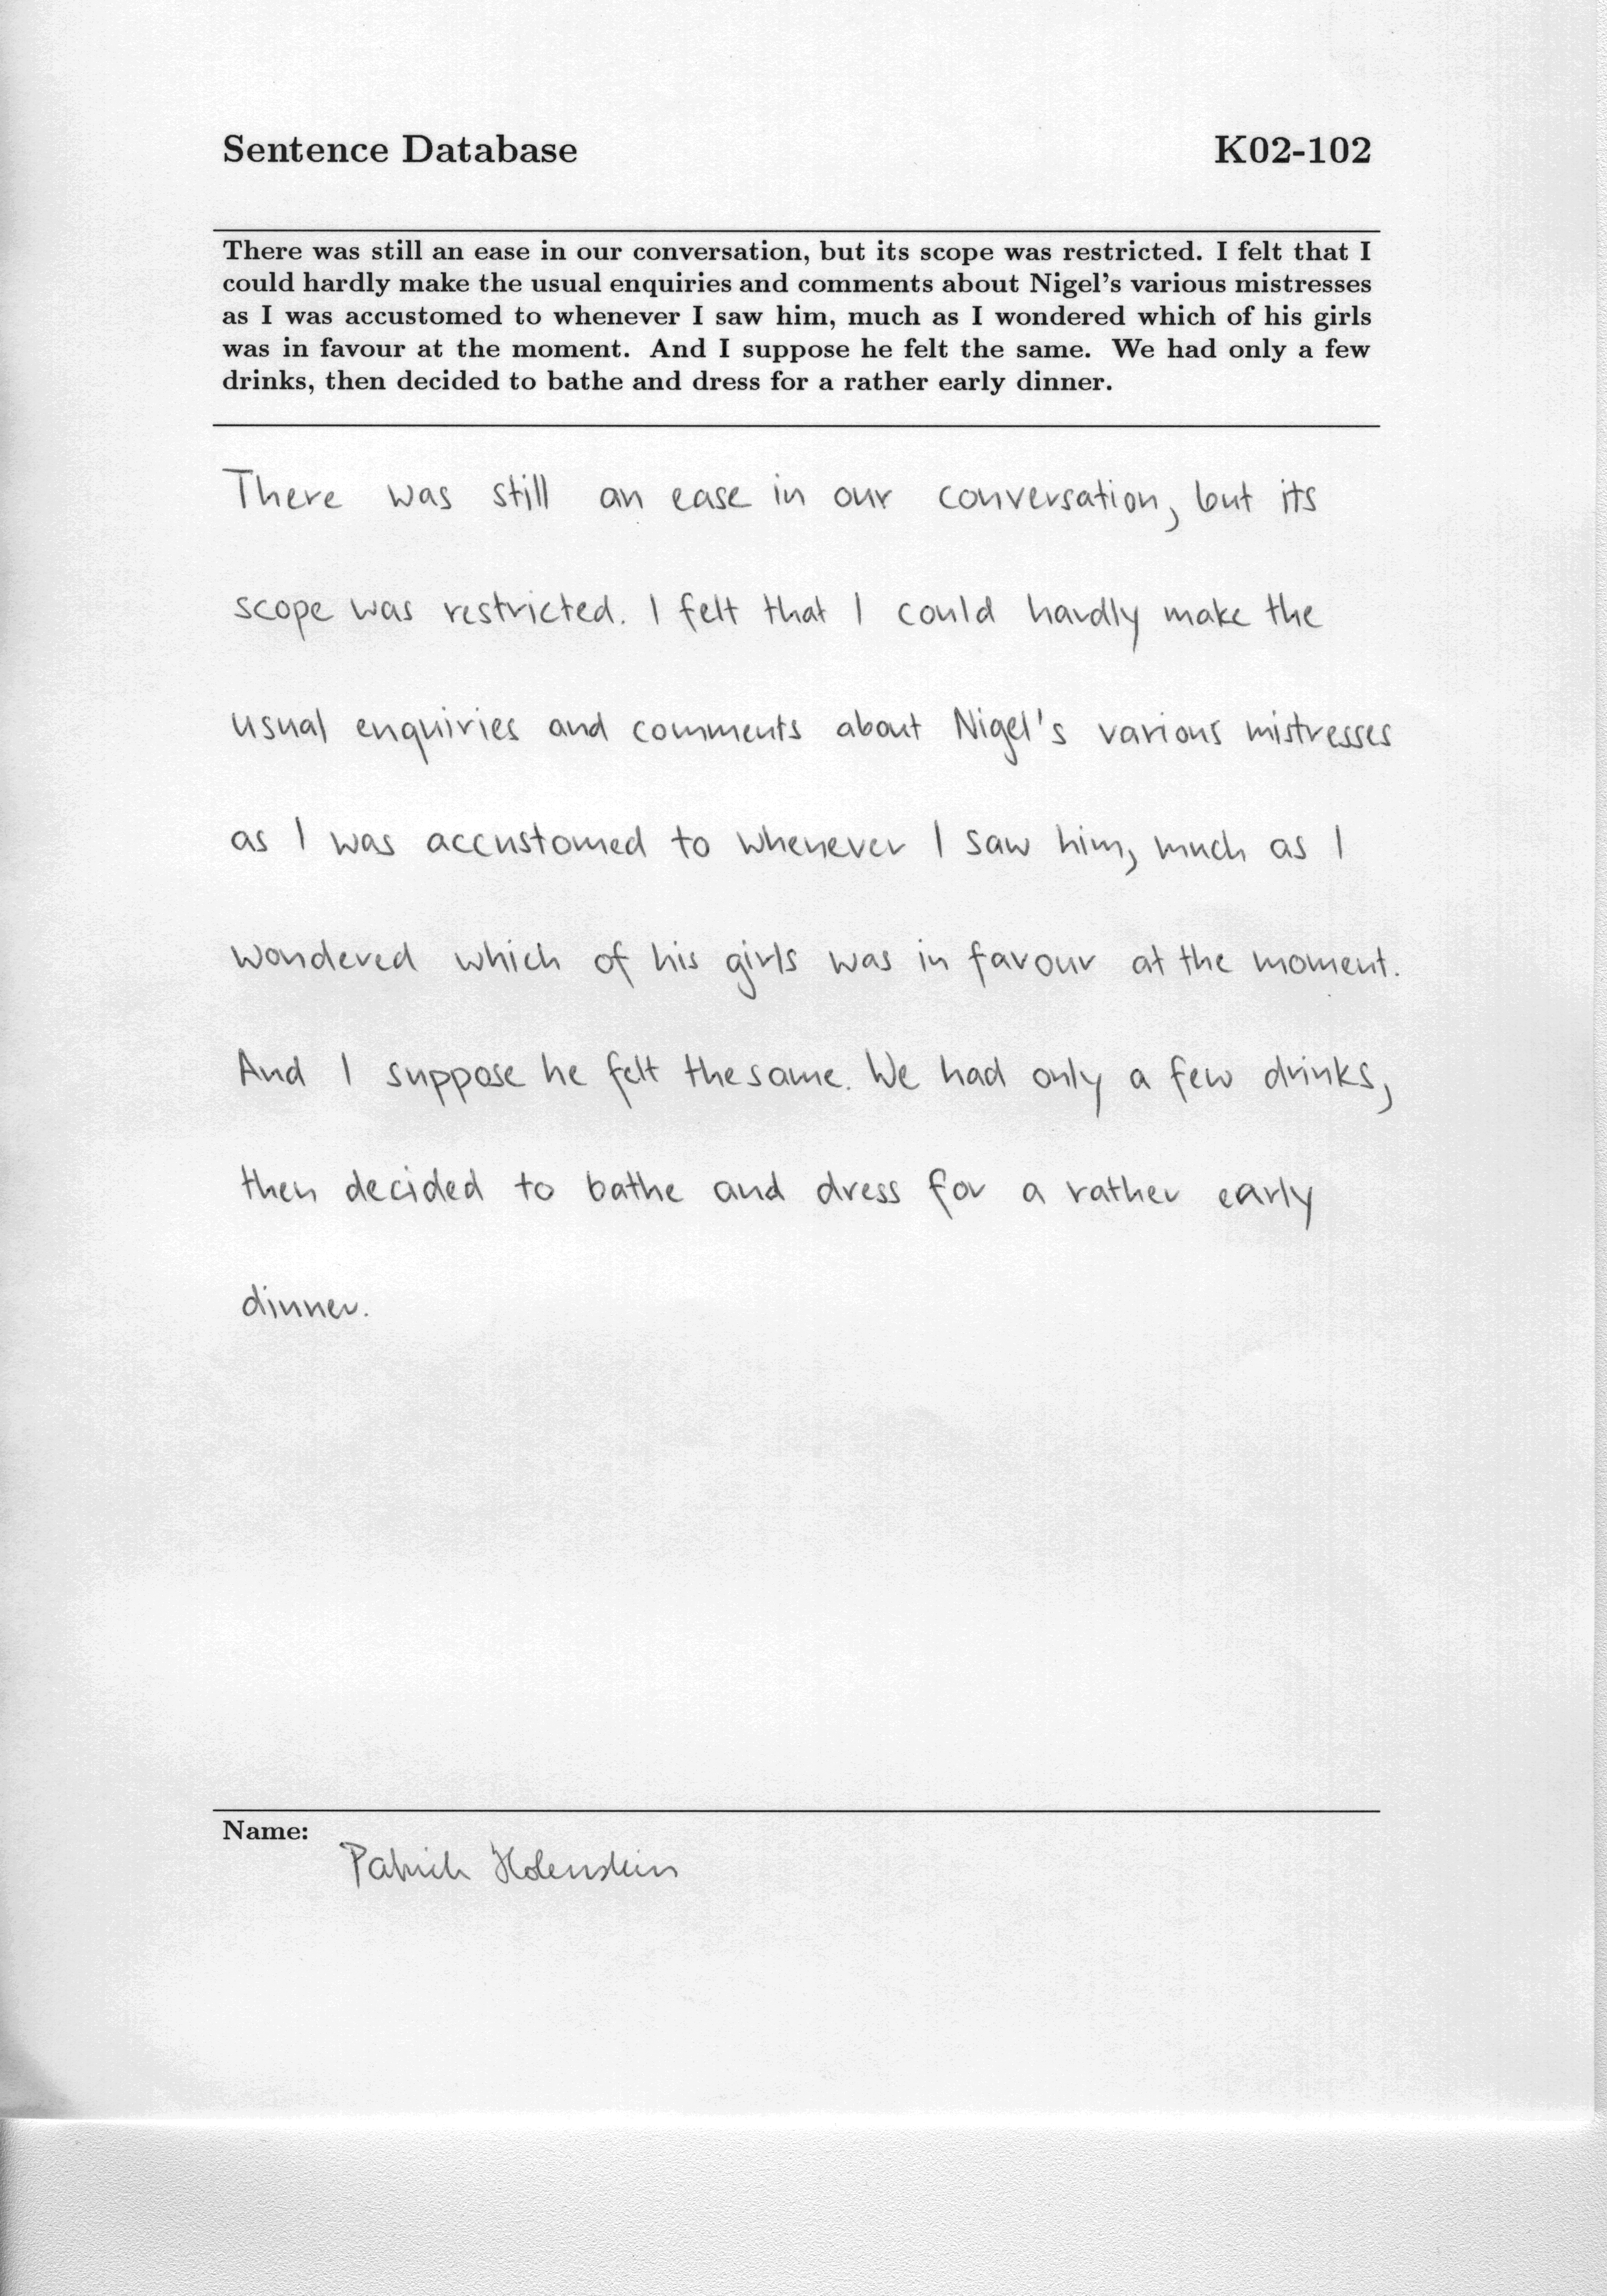 Sentence Database K02-102
There was still an ease in our conversation, but its scope was restricted. I felt that I
could hardly make the usual enquiries and comments about Nigel's various mistresses
as I was accustomed to whenever I saw him, much as I wondered which of his girls
was in favour at the moment. And I suppose he felt the same. We had only a few
drinks, then decided to bathe and dress for a rather early dinner.
There was still an ease in our conversation, but its
scope was restricted. I felt that I could hardly make the
usual enquiries and comments about Nigel's various mistresses
as I was accustomed to whenever I saw him, much as I
wondered which of his girls was in favour at the moment.
And I suppose he felt the same. We had only a few drinks,
then decided to bathe and dress for a rather early
dinner.
Name:
Patrick Holenstein